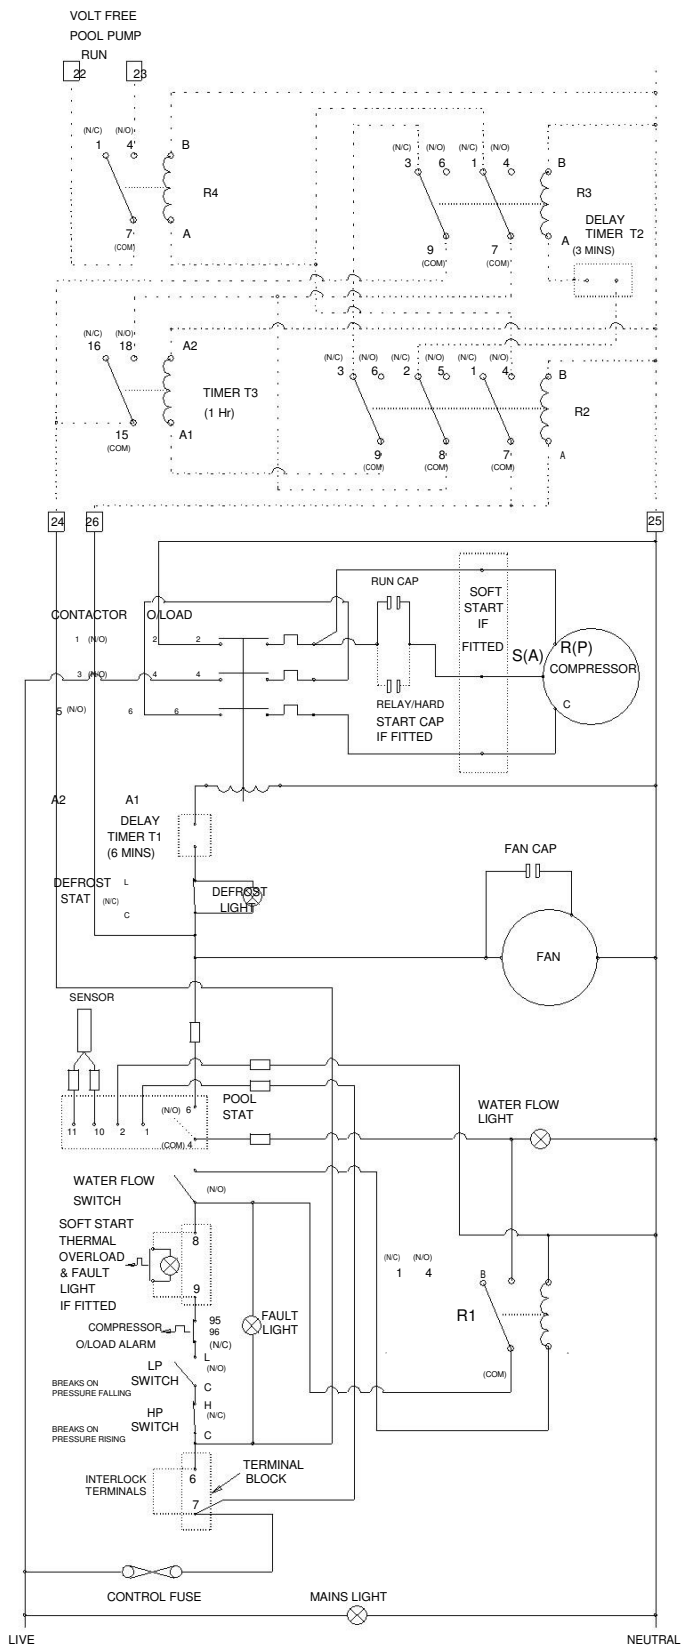 VOLT FREE
POOL PUMP
RUN
22 23
(N/C) (N/O)
1 4 B
R4
7 A
(COM)
(N/C) (N/O) (N/C) (N/O)
3 6 1 4 B
R3
DELAY
TIMER T2
(3 MINS)
9 7 A
(COM) (COM)
(N/C) (N/O)
16 18 A2
TIMER T3
(1 Hr)
15 A1
(COM)
(N/C) (N/O) (N/C) (N/O) (N/C) (N/O)
3 6 2 5 1 4 B
R2
9 8 7 A
(COM) (COM) (COM)
24 26 25
CONTACTOR O/LOAD
1 (N/O) 2 2
3 (N/O) 4 4
5 (N/O) 6 6
RUN CAP
RELAY/HARD
START CAP
IF FITTED
SOFT
START
IF
FITTED
S(A) R(P)
COMPRESSOR
C
A2 A1
DELAY
TIMER T1
(6 MINS)
DEFROST
STAT
L
(N/C)
C
DEFROST
LIGHT
FAN CAP
FAN
SENSOR
11 10 2 1
(N/O) 6
(COM) 4
POOL
STAT
WATER FLOW
LIGHT
WATER FLOW
SWITCH
(N/O)
SOFT START
THERMAL
OVERLOAD
& FAULT
LIGHT
IF FITTED
8
9
COMPRESSOR
O/LOAD ALARM
95
96
(N/C)
FAULT
LIGHT
(N/C) (N/O)
1 4 B
R1
(COM)
LP
SWITCH
L
(N/O)
C
BREAKS ON
PRESSURE FALLING
HP
SWITCH
H
(N/C)
C
BREAKS ON
PRESSURE RISING
INTERLOCK
TERMINALS
6
7
TERMINAL
BLOCK
CONTROL FUSE
MAINS LIGHT
LIVE NEUTRAL